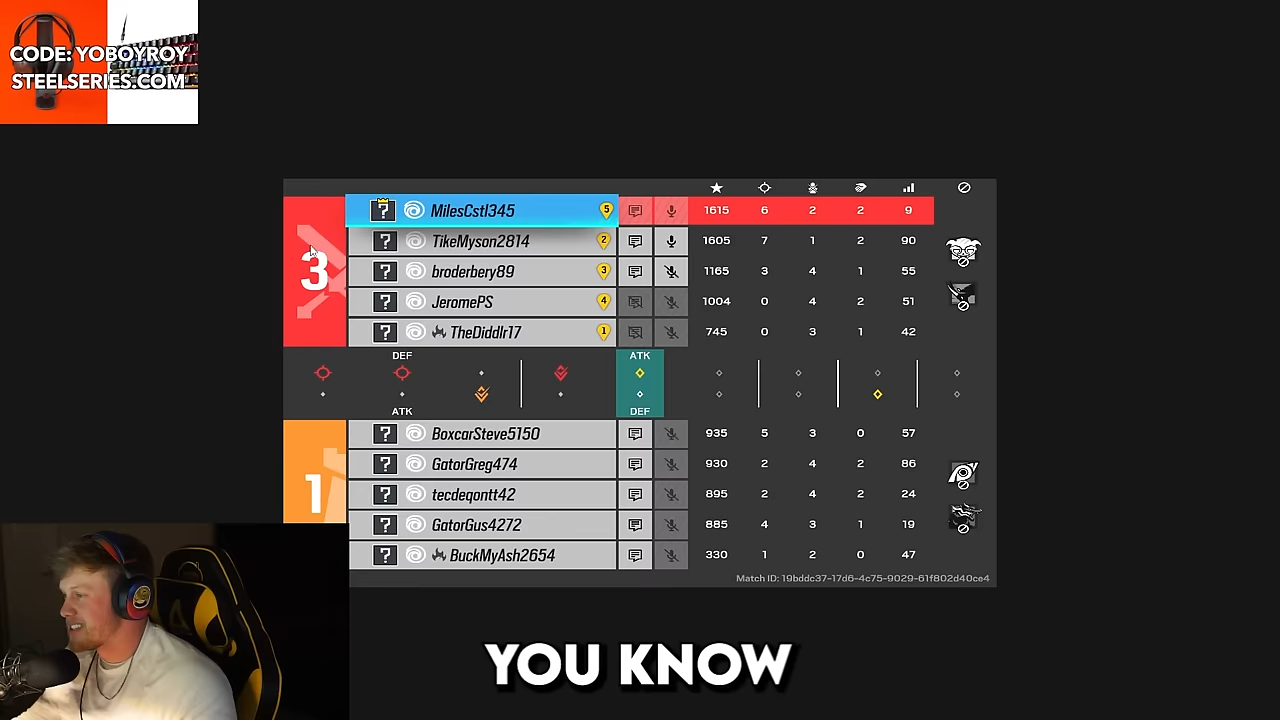 CODE: YOBOYROY
STEELSERIES.COM
3
? MilesCstl345 5 1615 6 2 2 9
? TikeMyson2814 2 1605 7 1 2 90
? broderbery89 3 1165 3 4 1 55
? JeromePS 4 1004 0 4 2 51
? TheDiddlr17 1 745 0 3 1 42
DEF ATK
ATK DEF
1
? BoxcarSteve5150 935 5 3 0 57
? GatorGreg474 930 2 4 2 86
? tecdeqontt42 895 2 4 2 24
? GatorGus4272 885 4 3 1 19
? BuckMyAsh2654 330 1 2 0 47
Match ID: 19bddc37-17d6-4c75-9029-61f802d40ce4
YOU KNOW